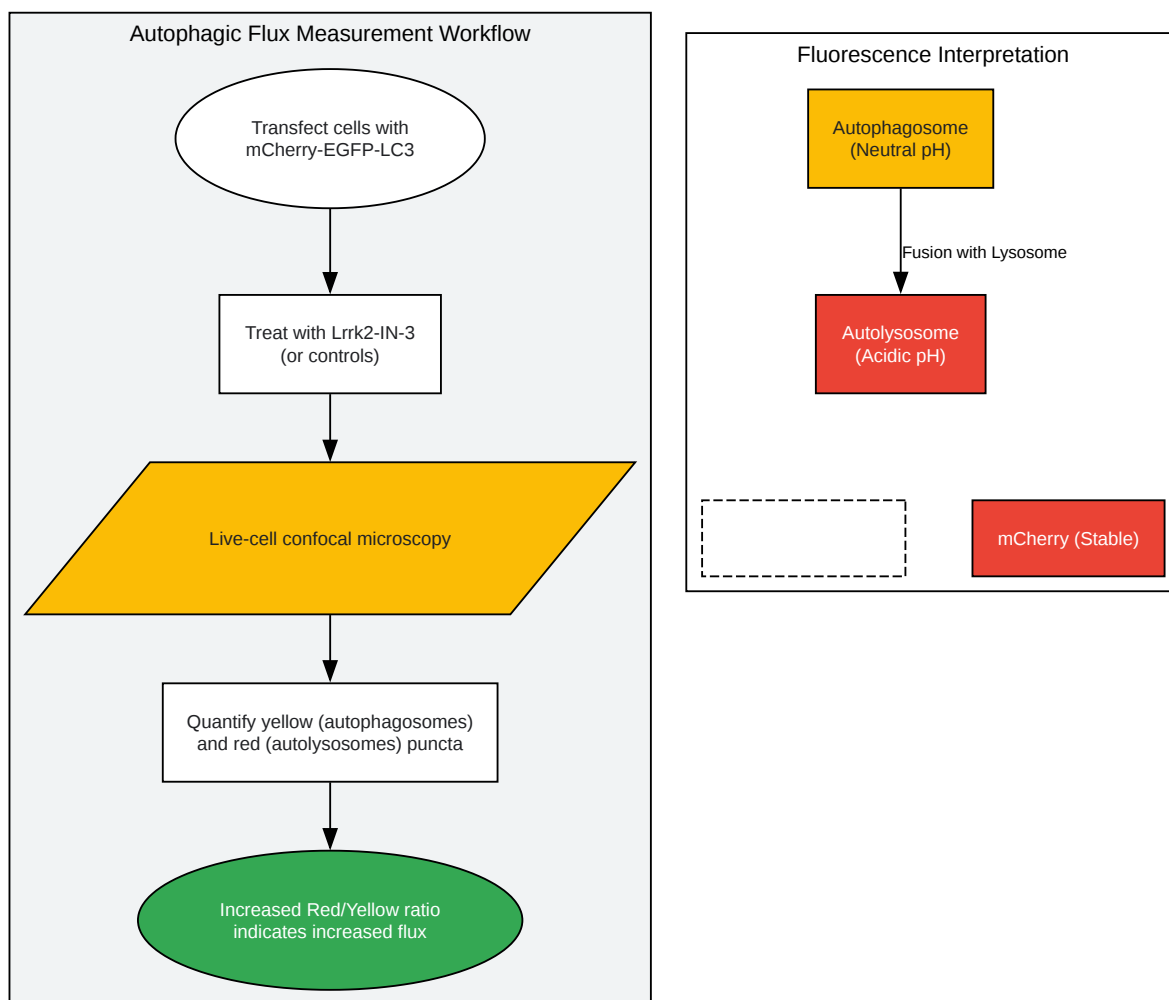 Autophagic Flux Measurement Workflow
Transfect cells with
mCherry-EGFP-LC3
Treat with Lrrk2-IN-3
(or controls)
Live-cell confocal microscopy
Quantify yellow (autophagosomes)
and red (autolysosomes) puncta
Increased Red/Yellow ratio
indicates increased flux
Fluorescence Interpretation
Autophagosome
(Neutral pH)
Fusion with Lysosome
Autolysosome
(Acidic pH)
mCherry (Stable)